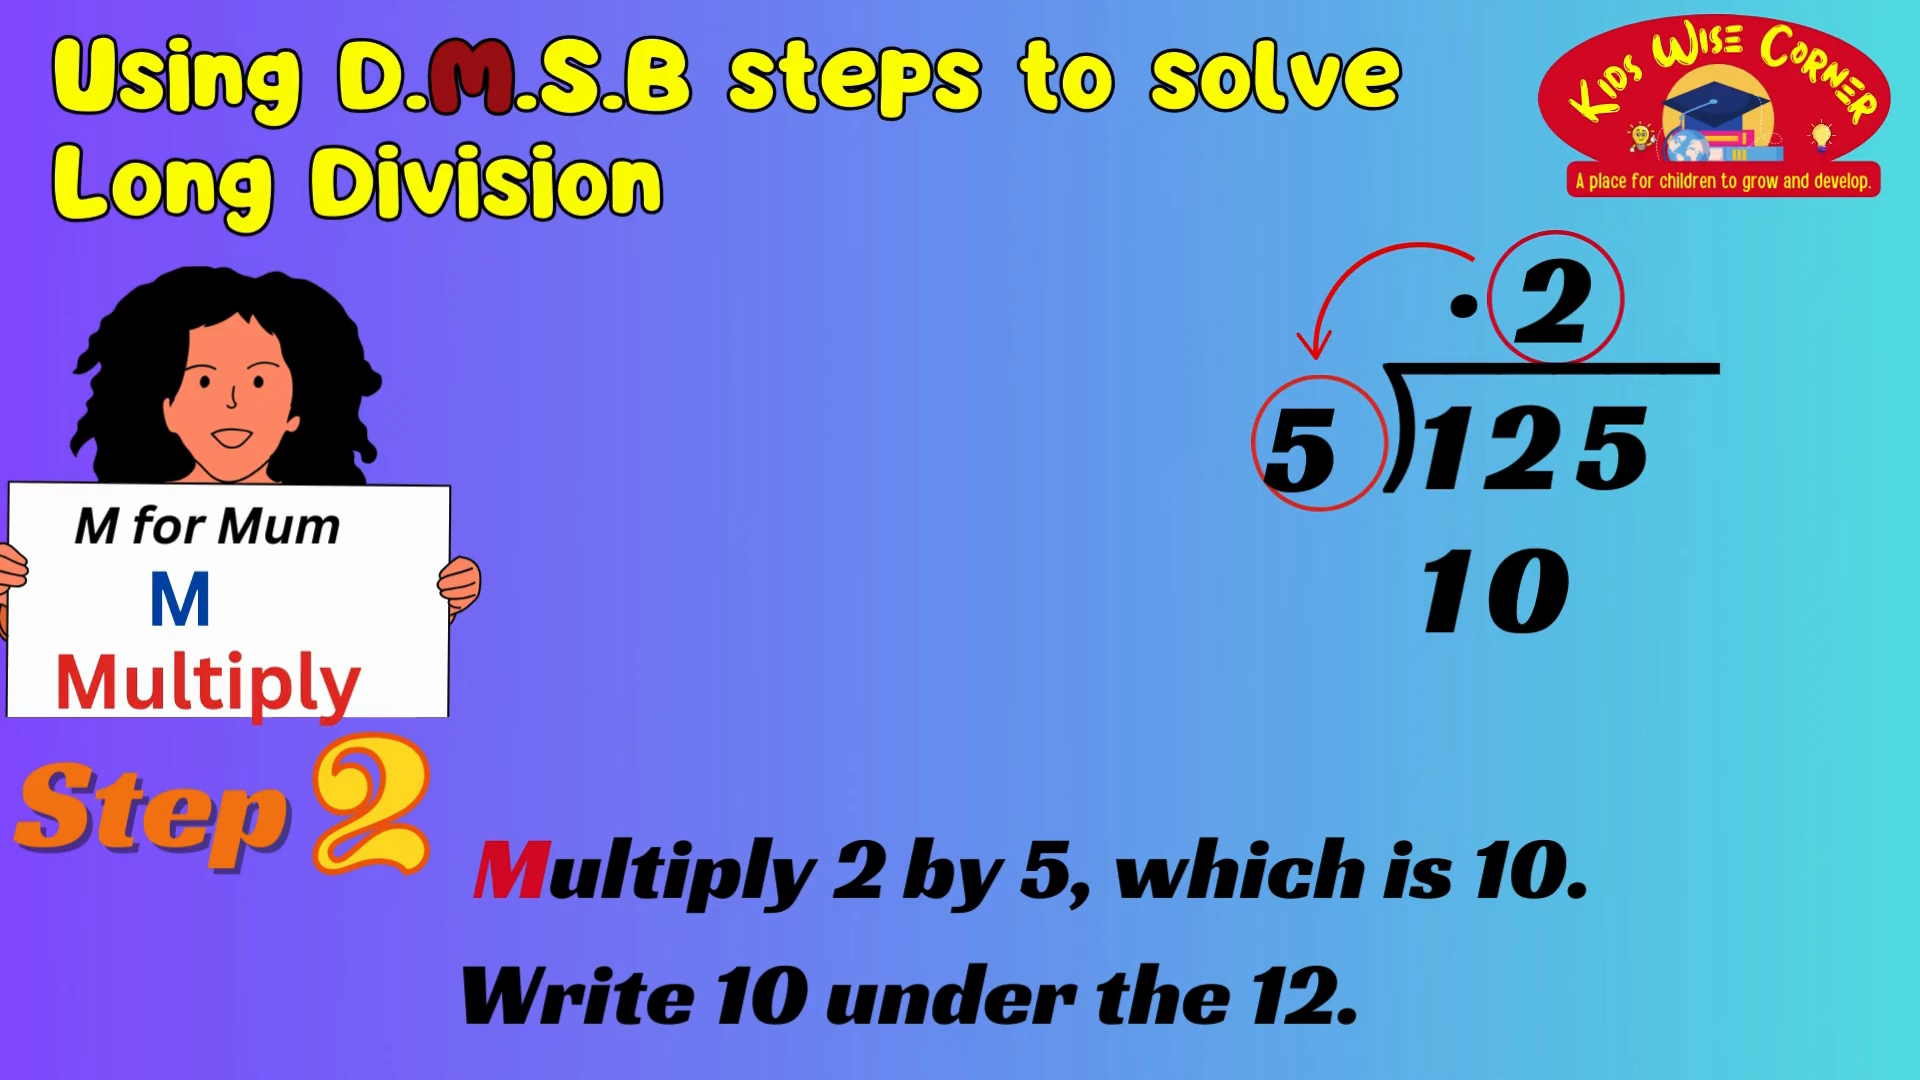 Using D.M.S.B steps to solve
Long Division
KIDS WISE CORNER
A place for children to grow and develop.
• 2
5)125
10
M for Mum
M
Multiply
Step 2
Multiply 2 by 5, which is 10.
Write 10 under the 12.